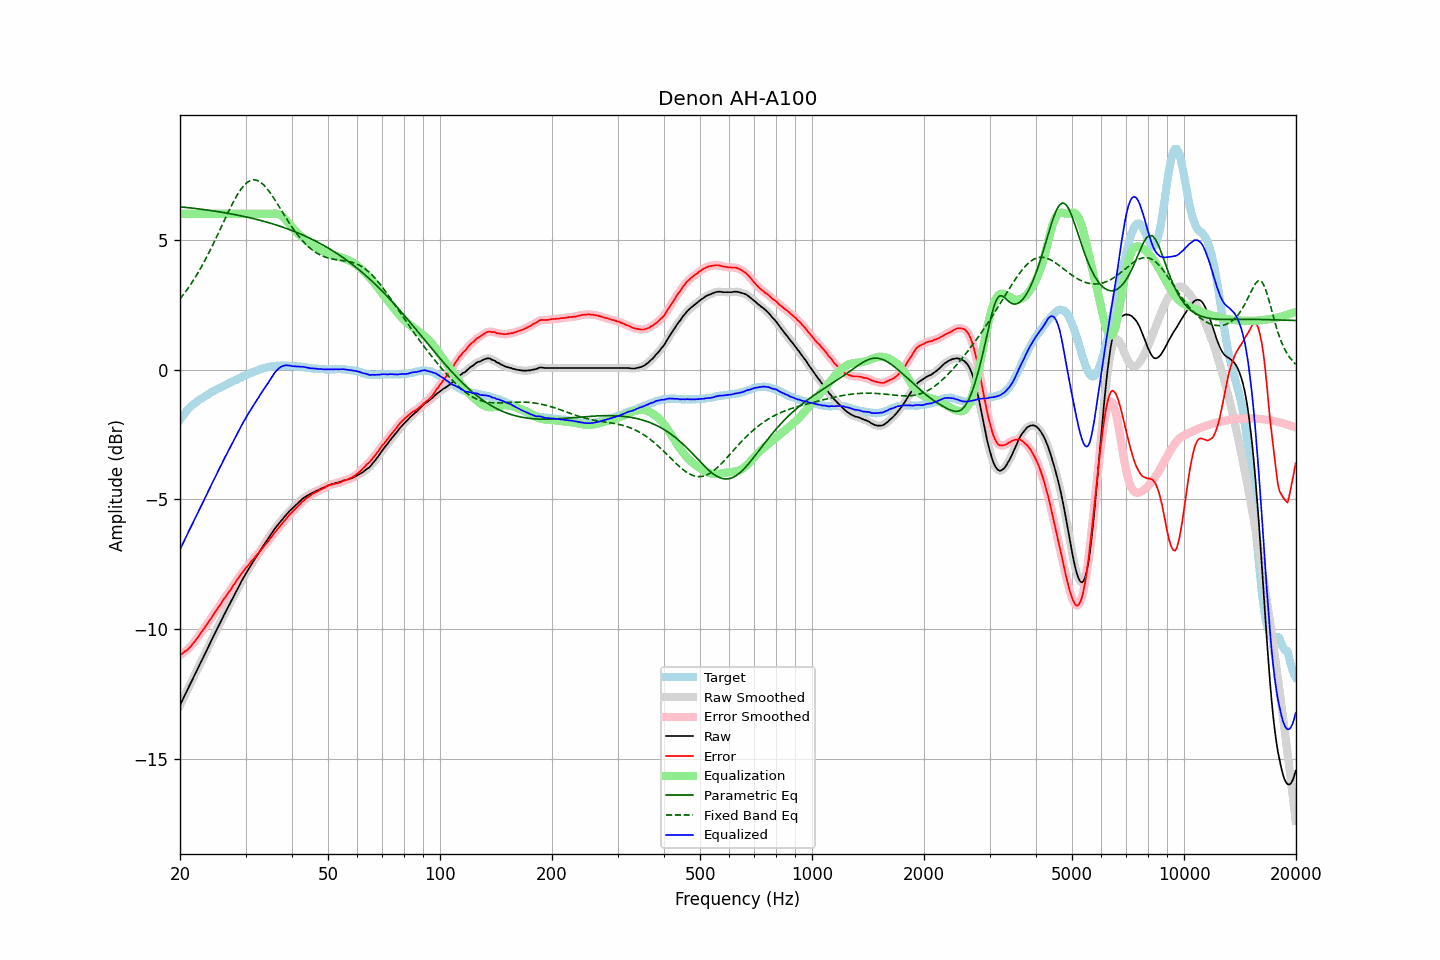 Denon AH-A100
Amplitude (dBr)
5
0
−5
−10
−15
Target
Raw Smoothed
Error Smoothed
Raw
Error
Equalization
Parametric Eq
Fixed Band Eq
Equalized
20 50 100 200 500 1000 2000 5000 10000 20000
Frequency (Hz)